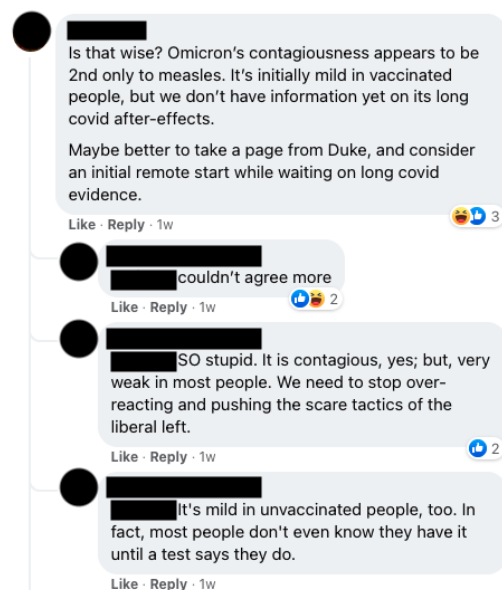 Is that wise? Omicron's contagiousness appears to be
2nd only to measles. It's initially mild in vaccinated
people, but we don't have information yet on its long
covid after-effects.
Maybe better to take a page from Duke, and consider
an initial remote start while waiting on long covid
evidence.
3
Like · Reply · 1w
couldn't agree more
2
Like · Reply · 1w
SO stupid. It is contagious, yes; but, very
weak in most people. We need to stop over-
reacting and pushing the scare tactics of the
liberal left.
2
Like · Reply · 1w
It's mild in unvaccinated people, too. In
fact, most people don't even know they have it
until a test says they do.
Like · Reply · 1w